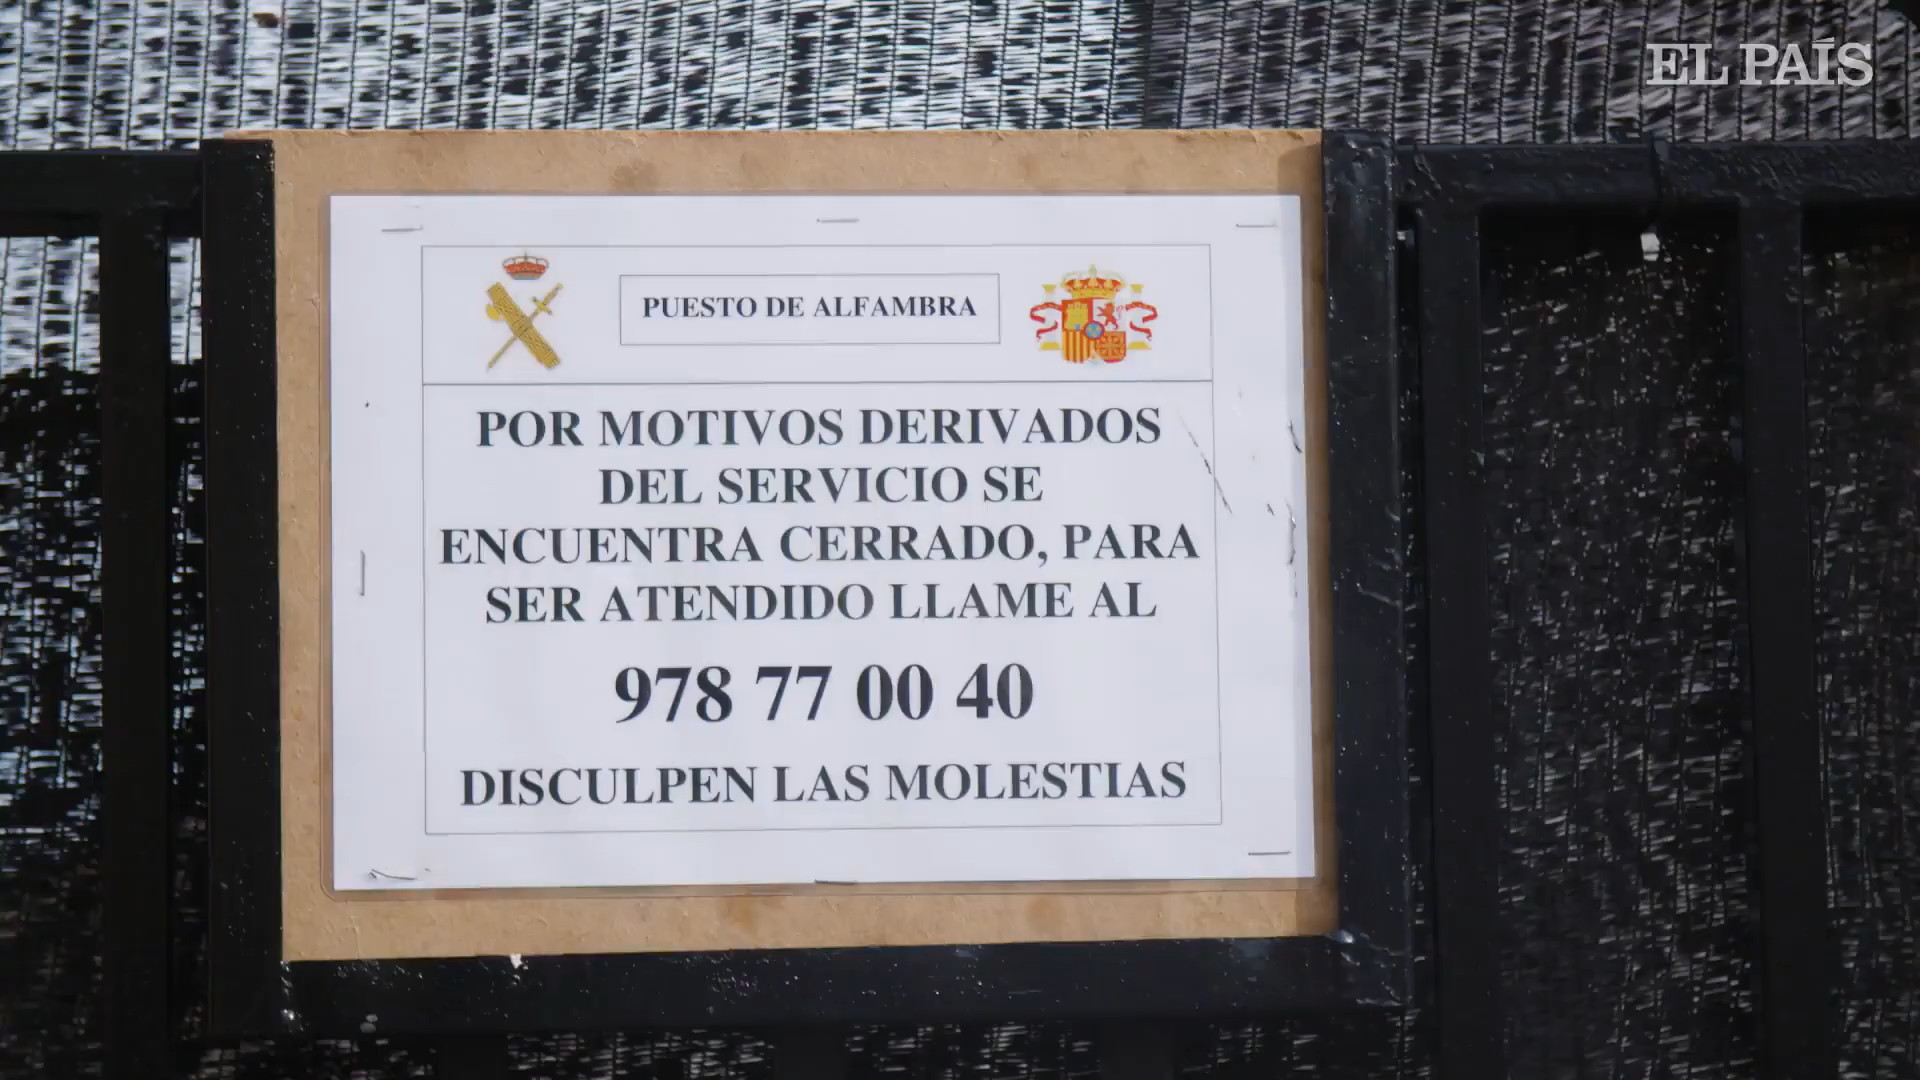 EL PAÍS
PUESTO DE ALFAMBRA
POR MOTIVOS DERIVADOS
DEL SERVICIO SE
ENCUENTRA CERRADO, PARA
SER ATENDIDO LLAME AL
978 77 00 40
DISCULPEN LAS MOLESTIAS